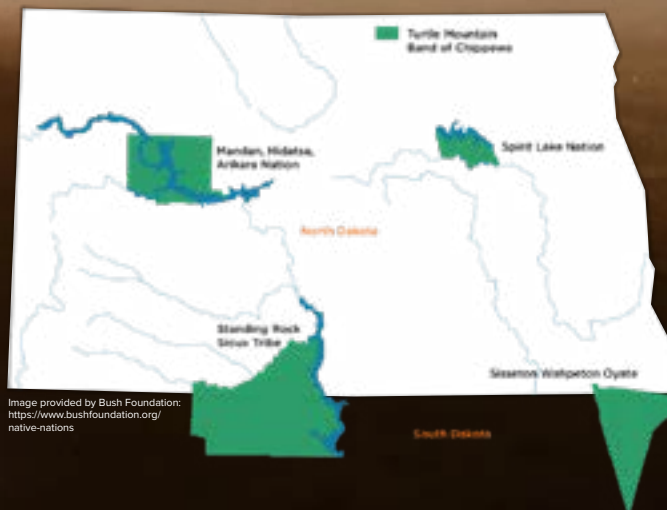 Turtle Mountain
Band of Chippewa
Mandan, Hidatsa,
Arikara Nation
Spirit Lake Nation
North Dakota
Standing Rock
Sioux Tribe
Sisseton Wahpeton Oyate
Image provided by Bush Foundation:
https://www.bushfoundation.org/
native-nations
South Dakota